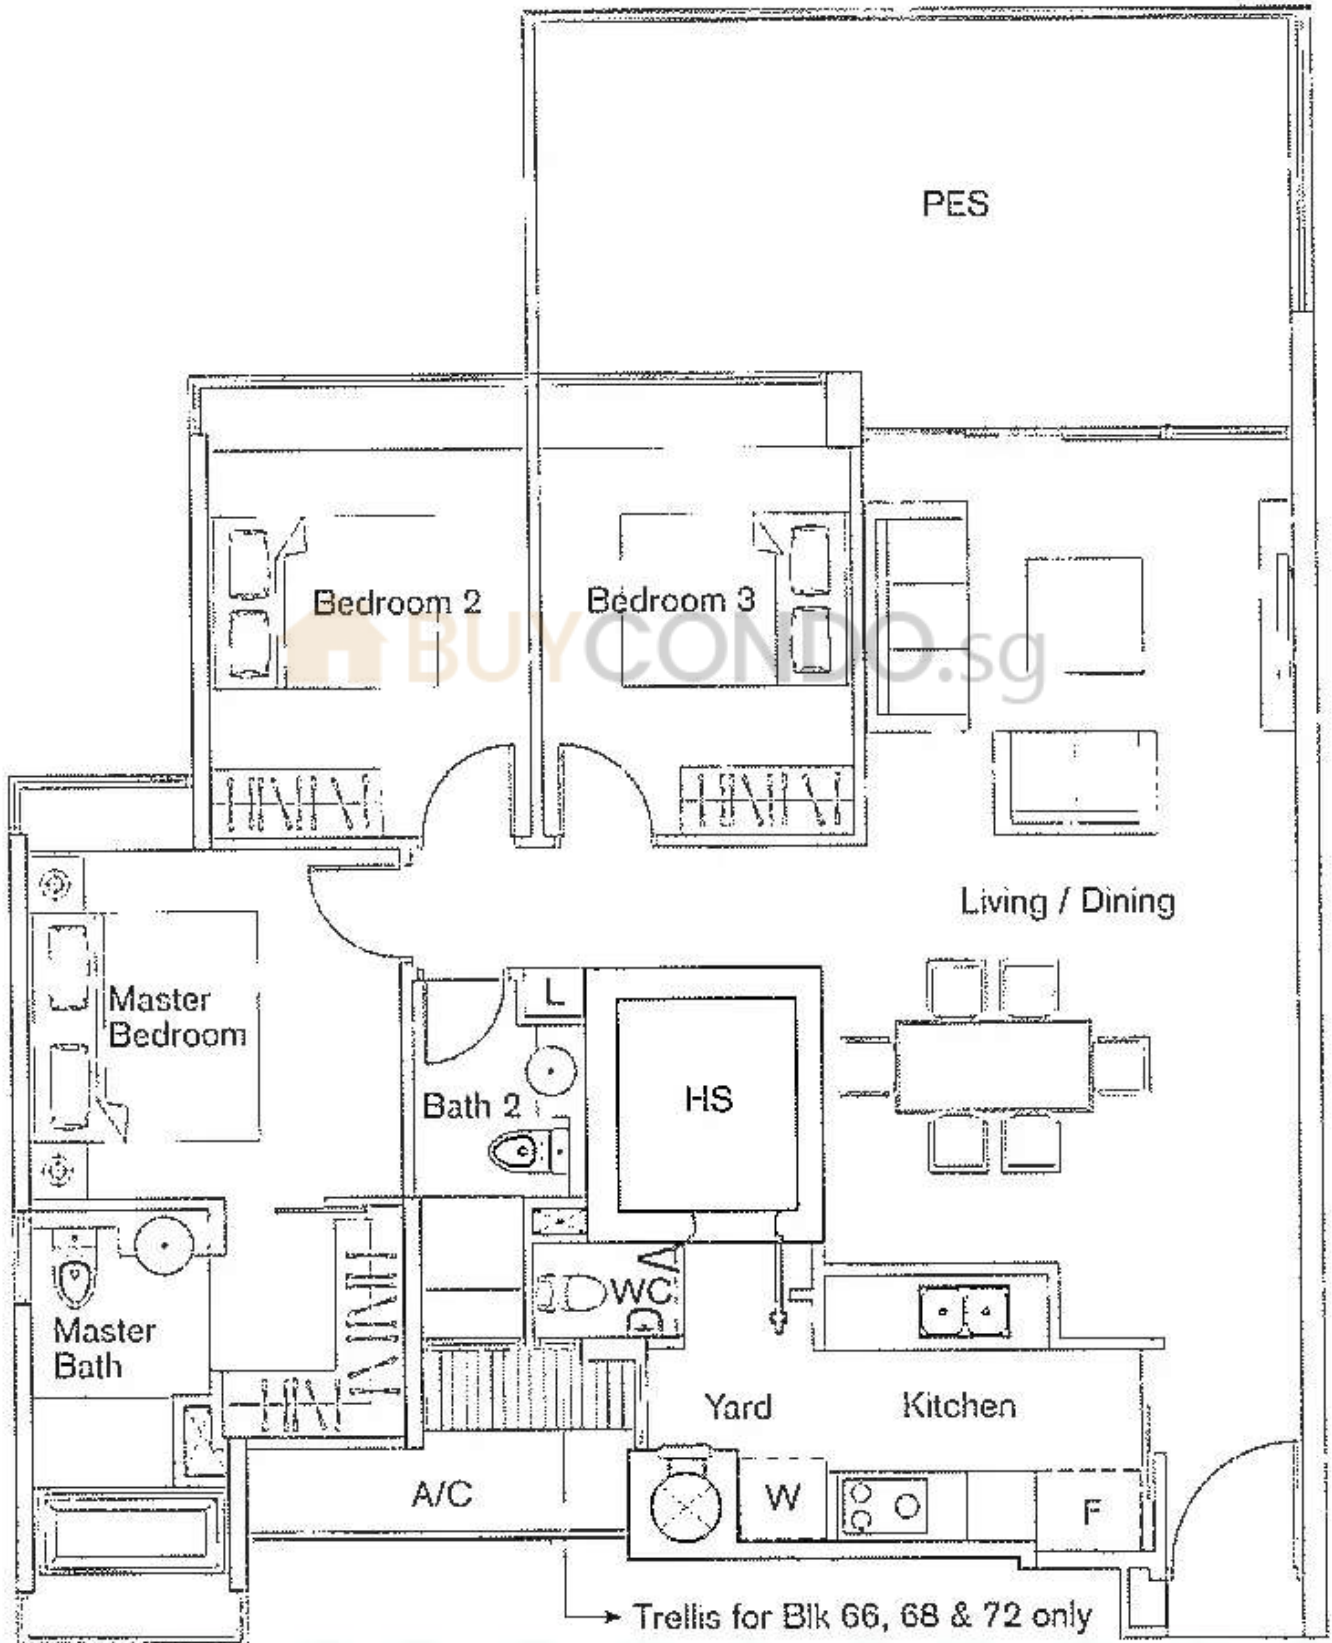 PES
Bedroom 2
Bedroom 3
BUYCONDO.sg
Living / Dining
Master
Bedroom
L
Bath 2
HS
WC
Master
Bath
Yard
Kitchen
A/C
W
F
Trellis for Blk 66, 68 & 72 only